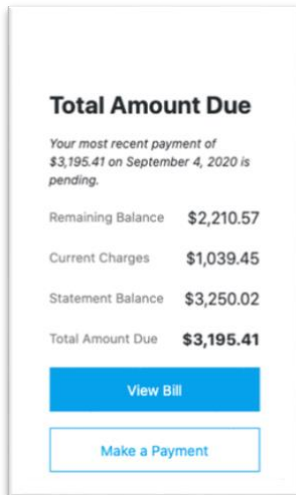 Total Amount Due
Your most recent payment of
$3,195.41 on September 4, 2020 is
pending.
Remaining Balance $2,210.57
Current Charges $1,039.45
Statement Balance $3,250.02
Total Amount Due $3,195.41
View Bill
Make a Payment